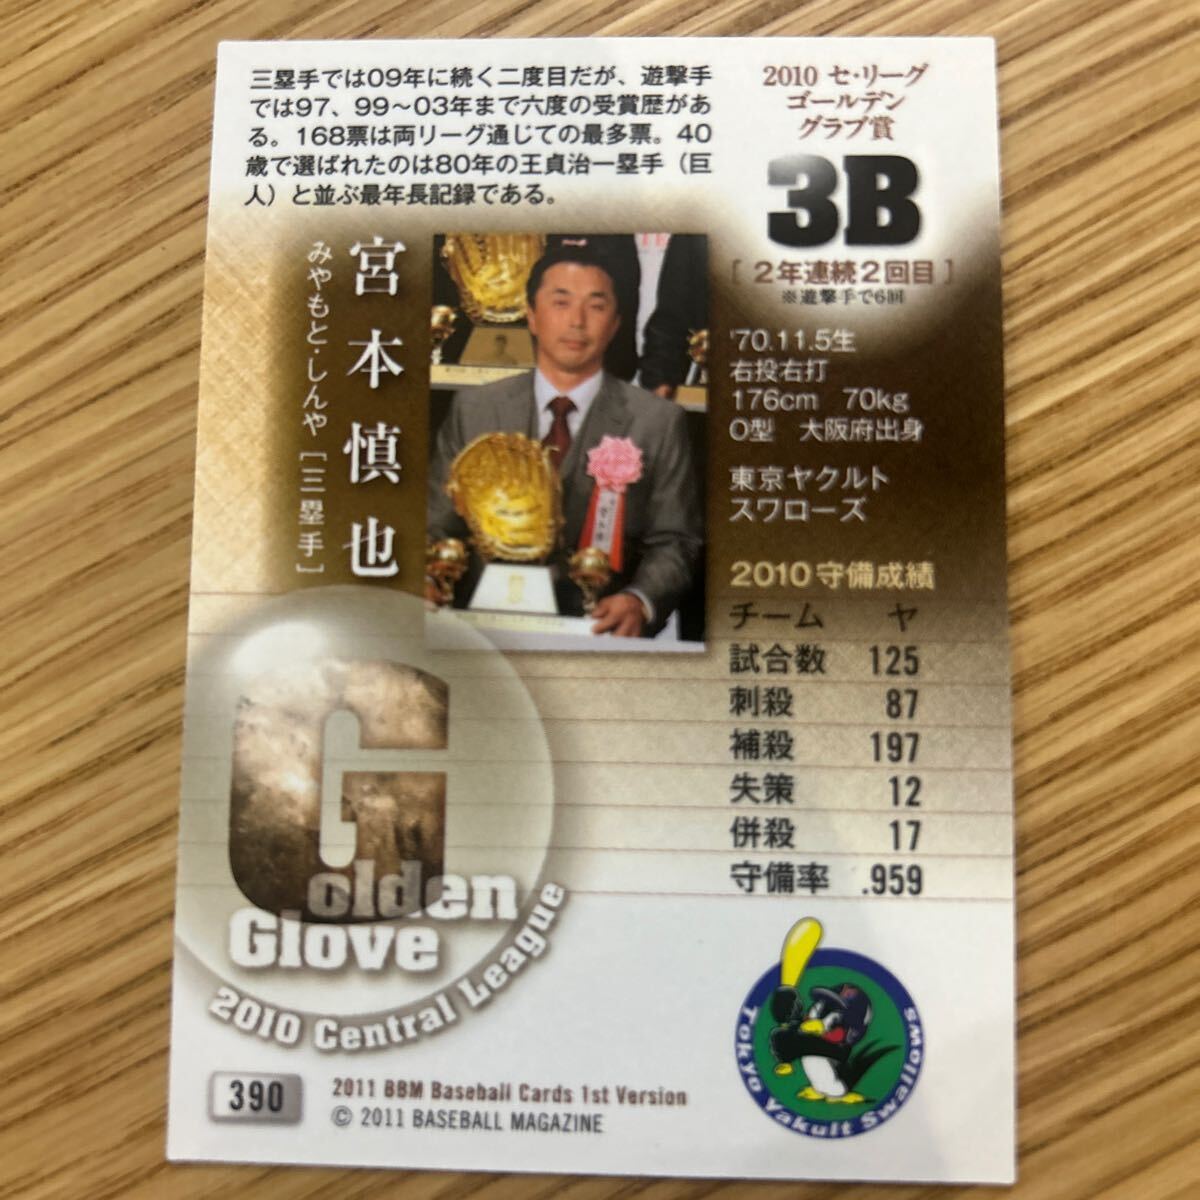 三塁手では09年に続く二度目だが、遊撃手
では97、99〜03年まで六度の受賞歴があ
る。168票は両リーグ通じての最多票。40
歳で選ばれたのは80年の王貞治一塁手（巨
人）と並ぶ最年長記録である。
2010 セ・リーグ
ゴールデン
グラブ賞
3B
[ 2年連続2回目 ]
※遊撃手で6回
宮本慎也
みやもと・しんや［三塁手］
'70.11.5生
右投右打
176cm 70kg
O型 大阪府出身
東京ヤクルト
スワローズ
2010守備成績
チーム ヤ
試合数 125
刺殺 87
補殺 197
失策 12
併殺 17
守備率 .959
Golden
Glove
2010 Central League
Tokyo Yakult Swallows
390
2011 BBM Baseball Cards 1st Version
© 2011 BASEBALL MAGAZINE